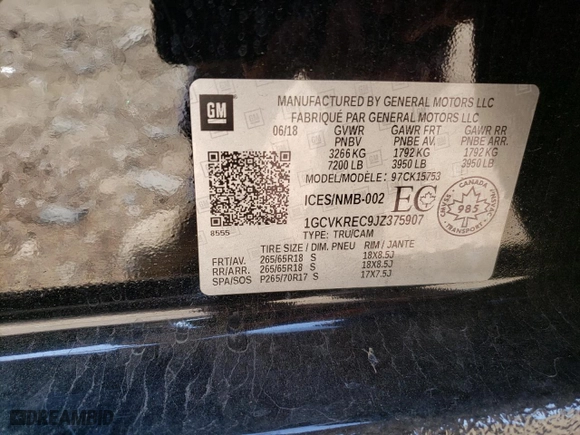 GM
MANUFACTURED BY GENERAL MOTORS LLC
FABRIQUÉ PAR GENERAL MOTORS LLC
06/18 GVWR GAWR FRT GAWR RR
PNBV PNBE AV. PNBE ARR.
3266 KG 1792 KG 1792 KG
7200 LB 3950 LB 3950 LB
MODEL/MODÈLE: 97CK15753
ICES/NMB-002 EC
CANADA
985
TRANSPORT
1GCVKREC9JZ375907
8555
TYPE: TRU/CAM
TIRE SIZE / DIM. PNEU RIM / JANTE
FRT/AV. 265/65R18 S 18X8.5J
RR/ARR. 265/65R18 S 18X8.5J
SPA/SOS P265/70R17 S 17X7.5J
DREAMBID